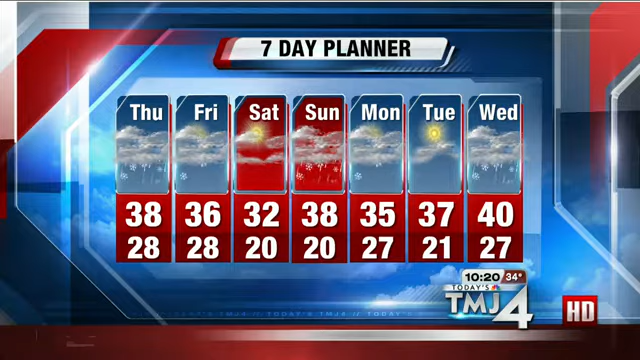 7 DAY PLANNER
Thu Fri Sat Sun Mon Tue Wed
38 36 32 38 35 37 40
28 28 20 20 27 21 27
10:20 34°
TODAY'S
TMJ4
HD